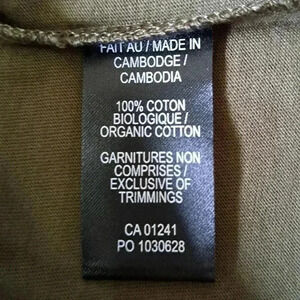 FAIT AU / MADE IN
CAMBODGE /
CAMBODIA
100% COTON
BIOLOGIQUE /
ORGANIC COTTON
GARNITURES NON
COMPRISES /
EXCLUSIVE OF
TRIMMINGS
CA 01241
PO 1030628